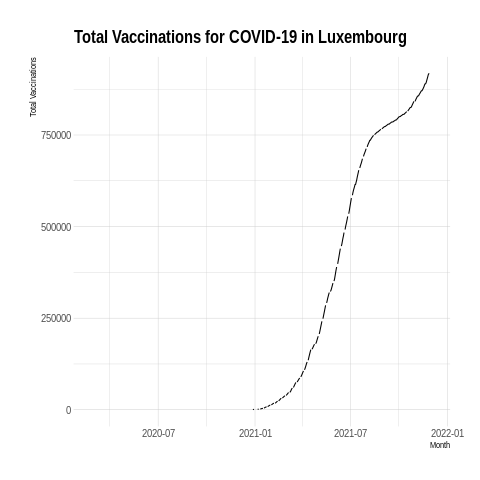 Total Vaccinations for COVID-19 in Luxembourg
Total Vaccinations
750000
500000
250000
0
2020-07 2021-01 2021-07 2022-01
Month